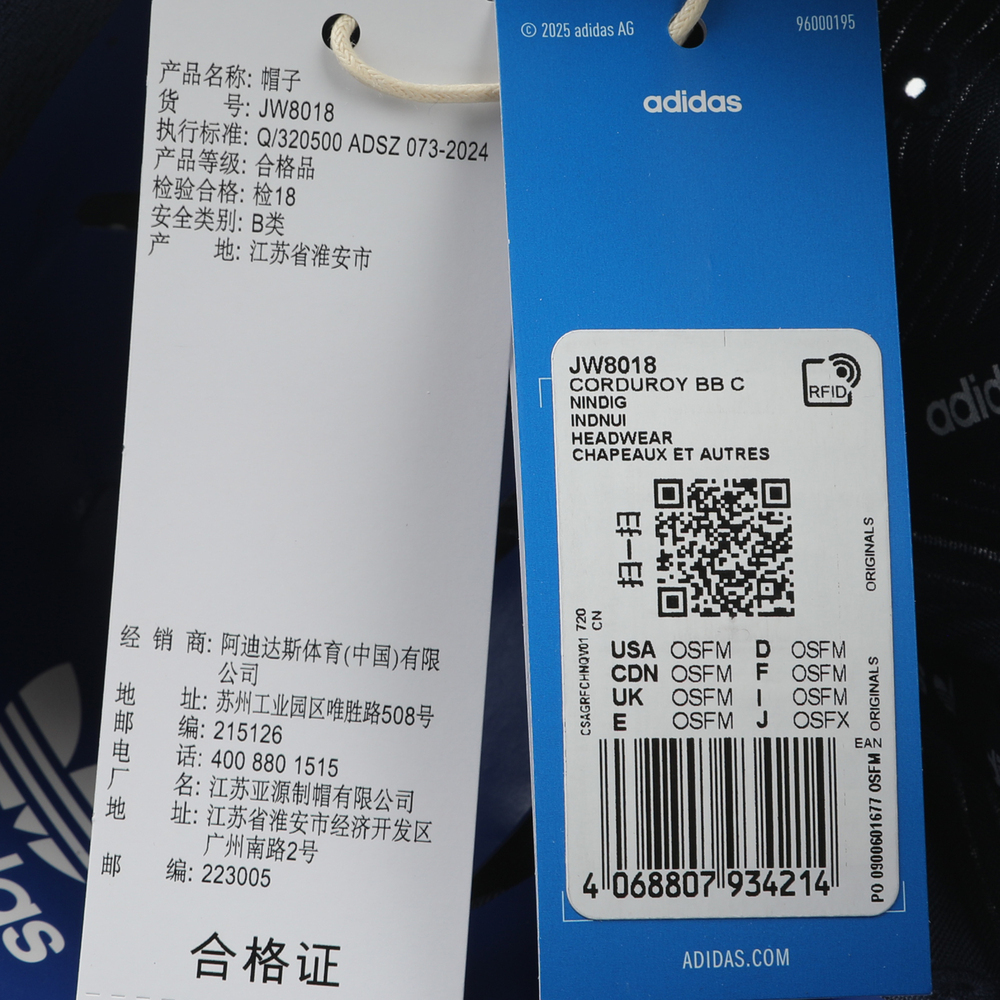 产品名称: 帽子
货 号: JW8018
执行标准: Q/320500 ADSZ 073-2024
产品等级: 合格品
检验合格: 检18
安全类别: B类
产 地: 江苏省淮安市
经 销 商: 阿迪达斯体育(中国)有限
公司
地 址: 苏州工业园区唯胜路508号
邮 编: 215126
电 话: 400 880 1515
厂 名: 江苏亚源制帽有限公司
地 址: 江苏省淮安市经济开发区
广州南路2号
邮 编: 223005
合格证
© 2025 adidas AG
96000195
adidas
JW8018
CORDUROY BB C
NINDIG
INDNUI
HEADWEAR
CHAPEAUX ET AUTRES
RFID
扫一扫
CSAGRFCHNQV01 720
CN
ORIGINALS
ORIGINALS
USA OSFM D OSFM
CDN OSFM F OSFM
UK OSFM I OSFM
E OSFM J OSFX
EAN
PO 0900601677 OSFM
4 068807 934214
ADIDAS.COM
adidas
das